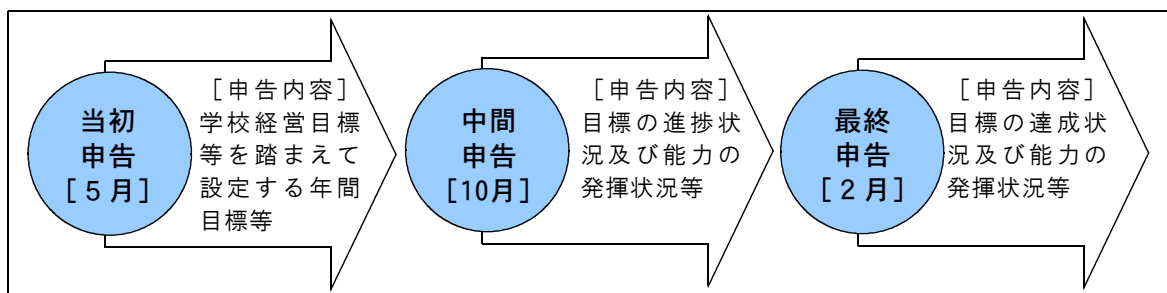 当初
申告
[５月]
［申告内容］
学校経営目標
等を踏まえて
設定する年間
目標等
中間
申告
[10月]
［申告内容］
目標の進捗状
況及び能力の
発揮状況等
最終
申告
[２月]
［申告内容］
目標の達成状
況及び能力の
発揮状況等